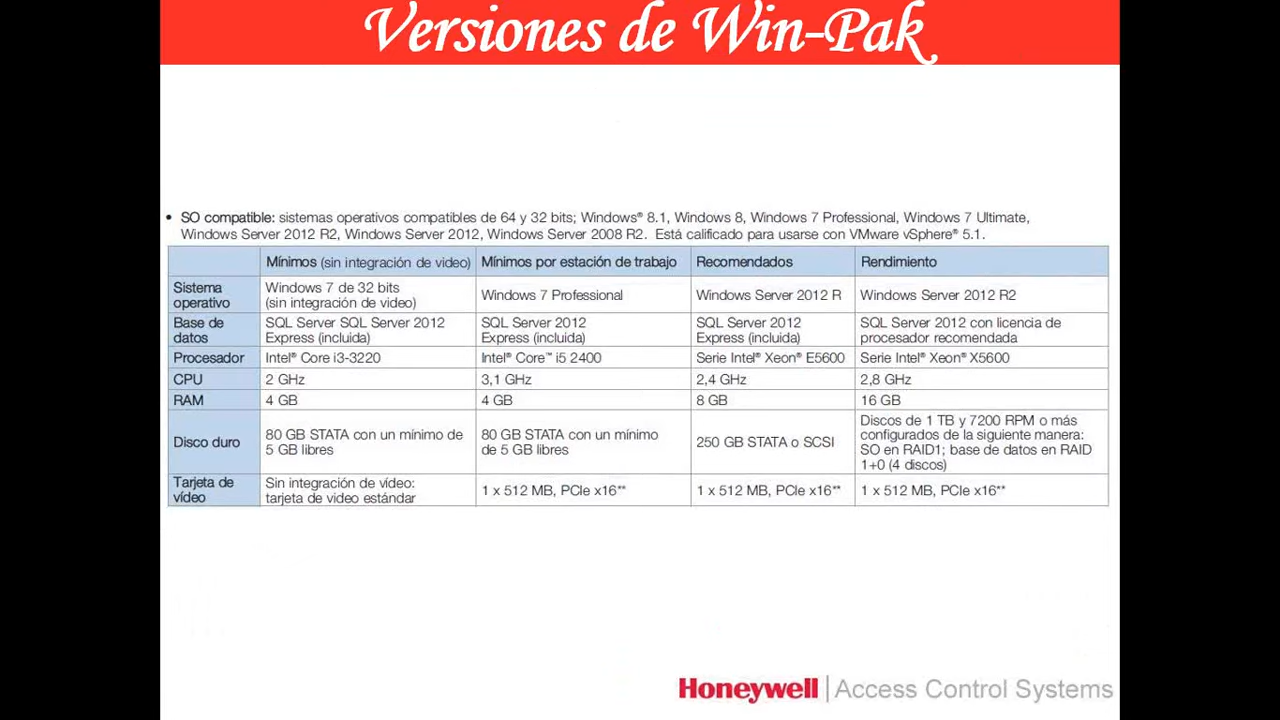 Versiones de Win-Pak
• SO compatible: sistemas operativos compatibles de 64 y 32 bits; Windows® 8.1, Windows 8, Windows 7 Professional, Windows 7 Ultimate,
Windows Server 2012 R2, Windows Server 2012, Windows Server 2008 R2. Está calificado para usarse con VMware vSphere® 5.1.
Mínimos (sin integración de video) Mínimos por estación de trabajo Recomendados Rendimiento
Sistema
operativo
Windows 7 de 32 bits
(sin integración de video)
Windows 7 Professional
Windows Server 2012 R
Windows Server 2012 R2
Base de
datos
SQL Server SQL Server 2012
Express (incluida)
SQL Server 2012
Express (incluida)
SQL Server 2012
Express (incluida)
SQL Server 2012 con licencia de
procesador recomendada
Procesador Intel® Core i3-3220 Intel® Core™ i5 2400 Serie Intel® Xeon® E5600 Serie Intel® Xeon® X5600
CPU 2 GHz 3,1 GHz 2,4 GHz 2,8 GHz
RAM 4 GB 4 GB 8 GB 16 GB
Disco duro
80 GB STATA con un mínimo de
5 GB libres
80 GB STATA con un mínimo
de 5 GB libres
250 GB STATA o SCSI
Discos de 1 TB y 7200 RPM o más
configurados de la siguiente manera:
SO en RAID1; base de datos en RAID
1+0 (4 discos)
Tarjeta de
vídeo
Sin integración de vídeo:
tarjeta de video estándar
1 x 512 MB, PCIe x16**
1 x 512 MB, PCIe x16**
1 x 512 MB, PCIe x16**
Honeywell | Access Control Systems